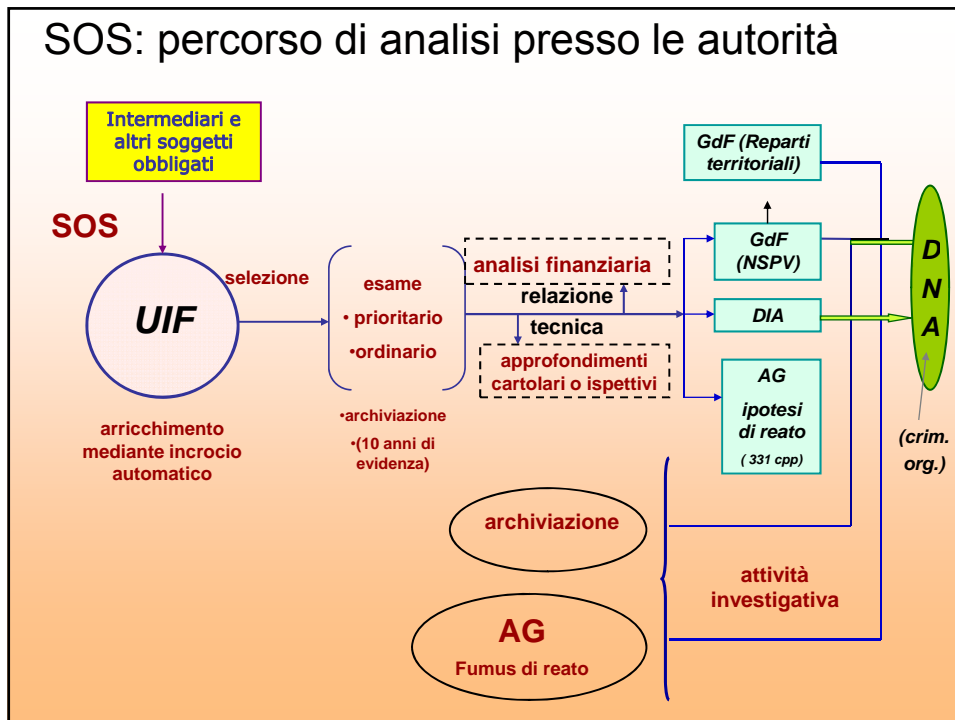 SOS: percorso di analisi presso le autorità
Intermediari e
altri soggetti
obbligati
SOS
UIF
selezione
arricchimento
mediante incrocio
automatico
esame
• prioritario
•ordinario
•archiviazione
•(10 anni di
evidenza)
analisi finanziaria
relazione
tecnica
approfondimenti
cartolari o ispettivi
GdF (Reparti
territoriali)
GdF
(NSPV)
DIA
AG
ipotesi
di reato
( 331 cpp)
D
N
A
(crim.
org.)
archiviazione
AG
Fumus di reato
attività
investigativa